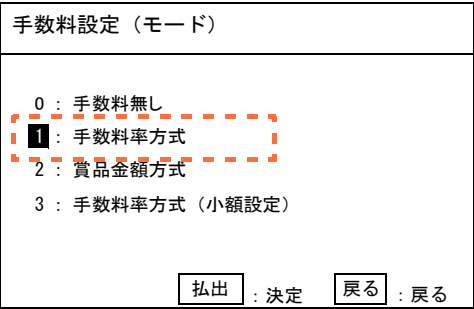 手数料設定（モード）
0 : 手数料無し
1 : 手数料率方式
2 : 賞品金額方式
3 : 手数料率方式（小額設定）
払出 : 決定 戻る : 戻る